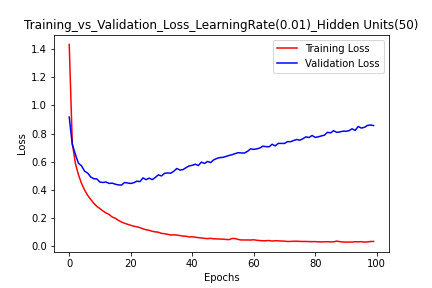 Training_vs_Validation_Loss_LearningRate(0.01)_Hidden Units(50)
Training Loss
Validation Loss
Loss
1.4
1.2
1.0
0.8
0.6
0.4
0.2
0.0
0 20 40 60 80 100
Epochs